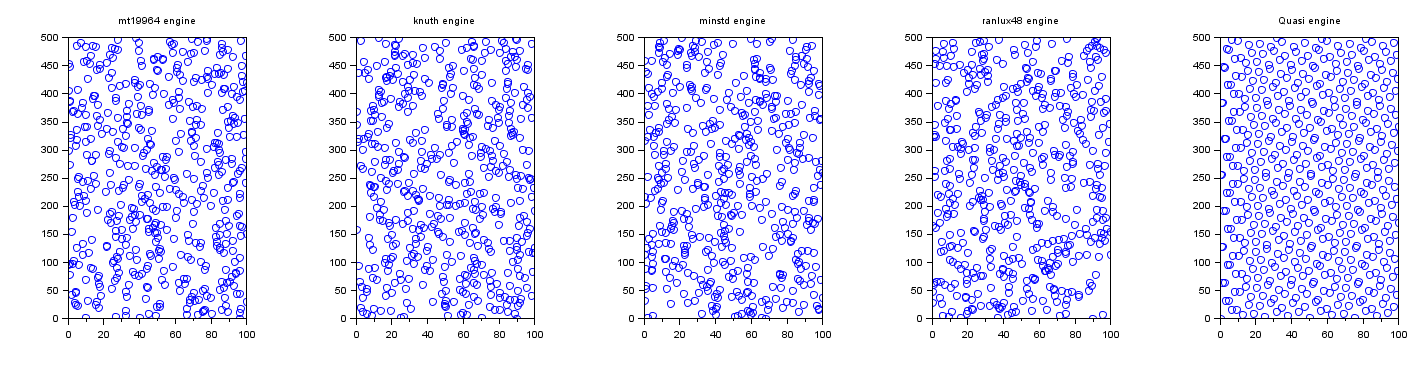 mt19964 engine
knuth engine
minstd engine
ranlux48 engine
Quasi engine
500 500 500 500 500
450 450 450 450 450
400 400 400 400 400
350 350 350 350 350
300 300 300 300 300
250 250 250 250 250
200 200 200 200 200
150 150 150 150 150
100 100 100 100 100
50 50 50 50 50
0 0 0 0 0
0 20 40 60 80 100 0 20 40 60 80 100 0 20 40 60 80 100 0 20 40 60 80 100 0 20 40 60 80 100